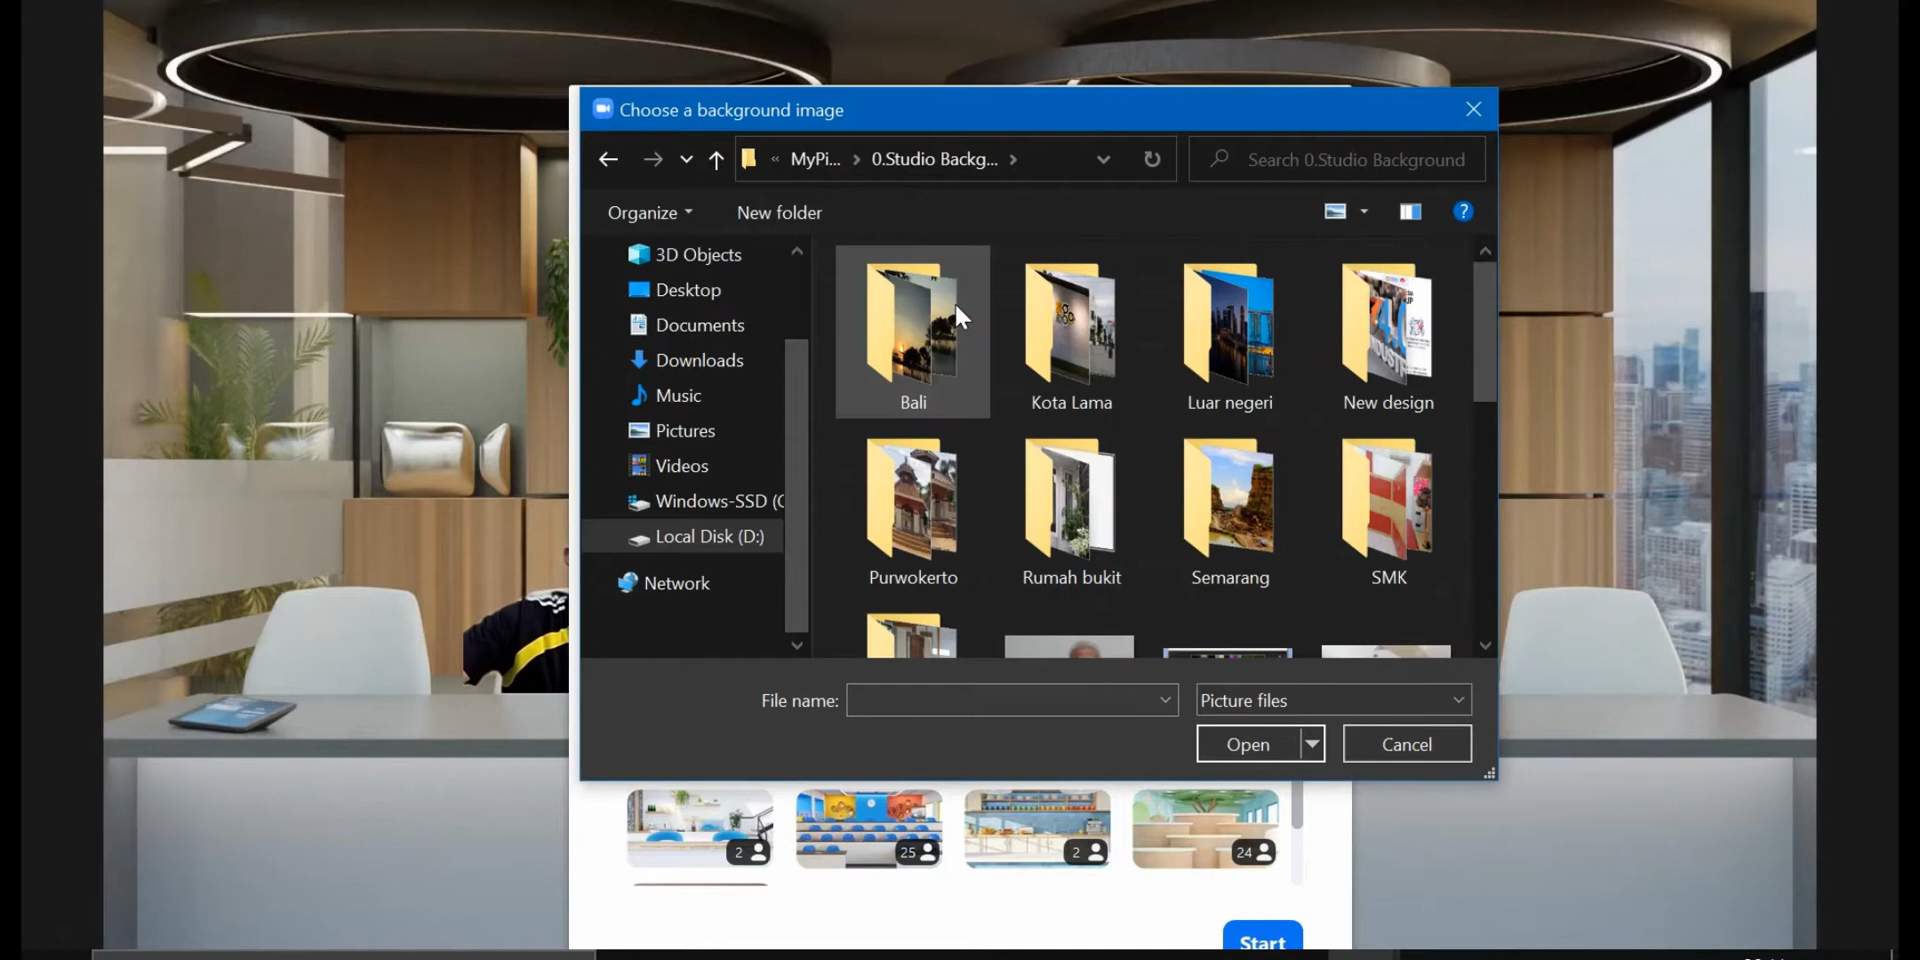 Choose a background image
« MyPi... > 0.Studio Backg... >
Search 0.Studio Background
Organize
New folder
3D Objects
Desktop
Documents
Downloads
Music
Pictures
Videos
Windows-SSD (C
Local Disk (D:)
Network
Bali
Kota Lama
Luar negeri
New design
Purwokerto
Rumah bukit
Semarang
SMK
File name:
Picture files
Open
Cancel
2
25
2
24
Start